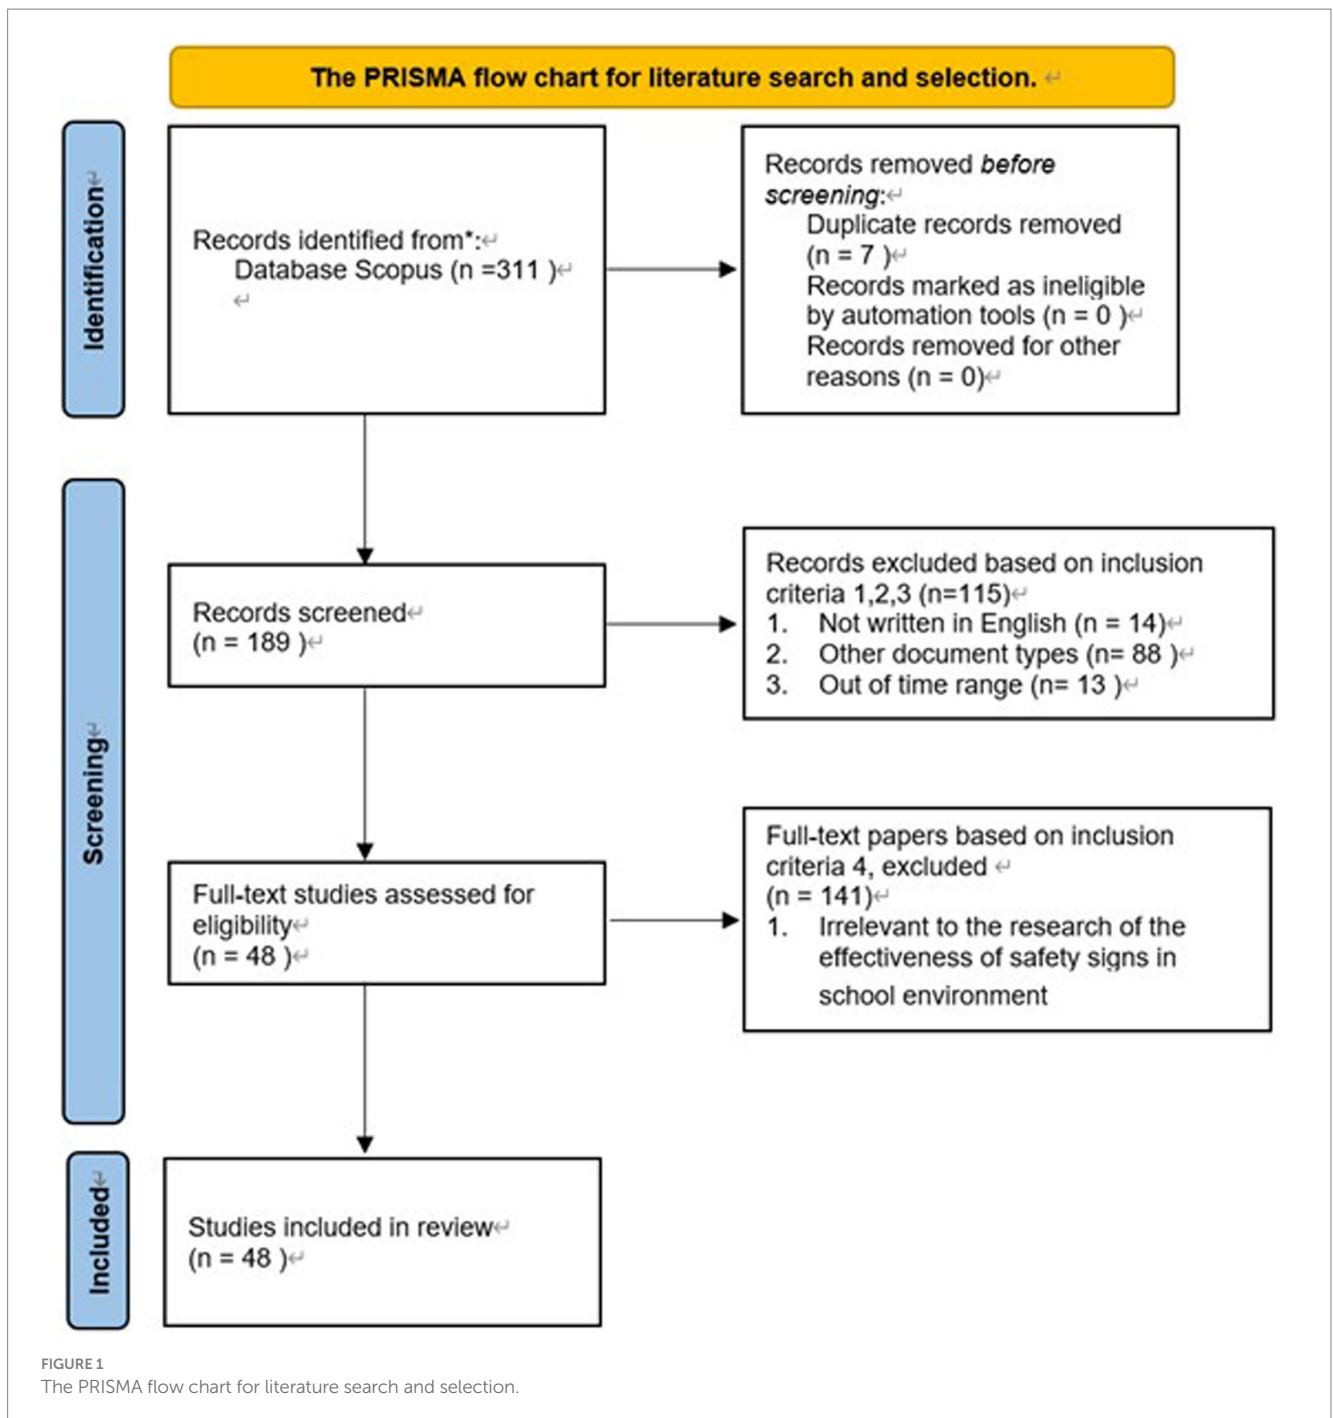 The PRISMA flow chart for literature search and selection. ↵
Identification↵
Records identified from*:↵
Database Scopus (n =311 )↵
↵
Records removed before
screening:↵
Duplicate records removed
(n = 7 )↵
Records marked as ineligible
by automation tools (n = 0 )↵
Records removed for other
reasons (n = 0)↵
Screening↵
Records screened↵
(n = 189 )↵
Records excluded based on inclusion
criteria 1,2,3 (n=115)↵
1. Not written in English (n = 14)↵
2. Other document types (n= 88 )↵
3. Out of time range (n= 13 )↵
Full-text studies assessed for
eligibility↵
(n = 48 )↵
Full-text papers based on inclusion
criteria 4, excluded ↵
(n = 141)↵
1. Irrelevant to the research of the
effectiveness of safety signs in
school environment
Included↵
Studies included in review↵
(n = 48 )↵
FIGURE 1
The PRISMA flow chart for literature search and selection.